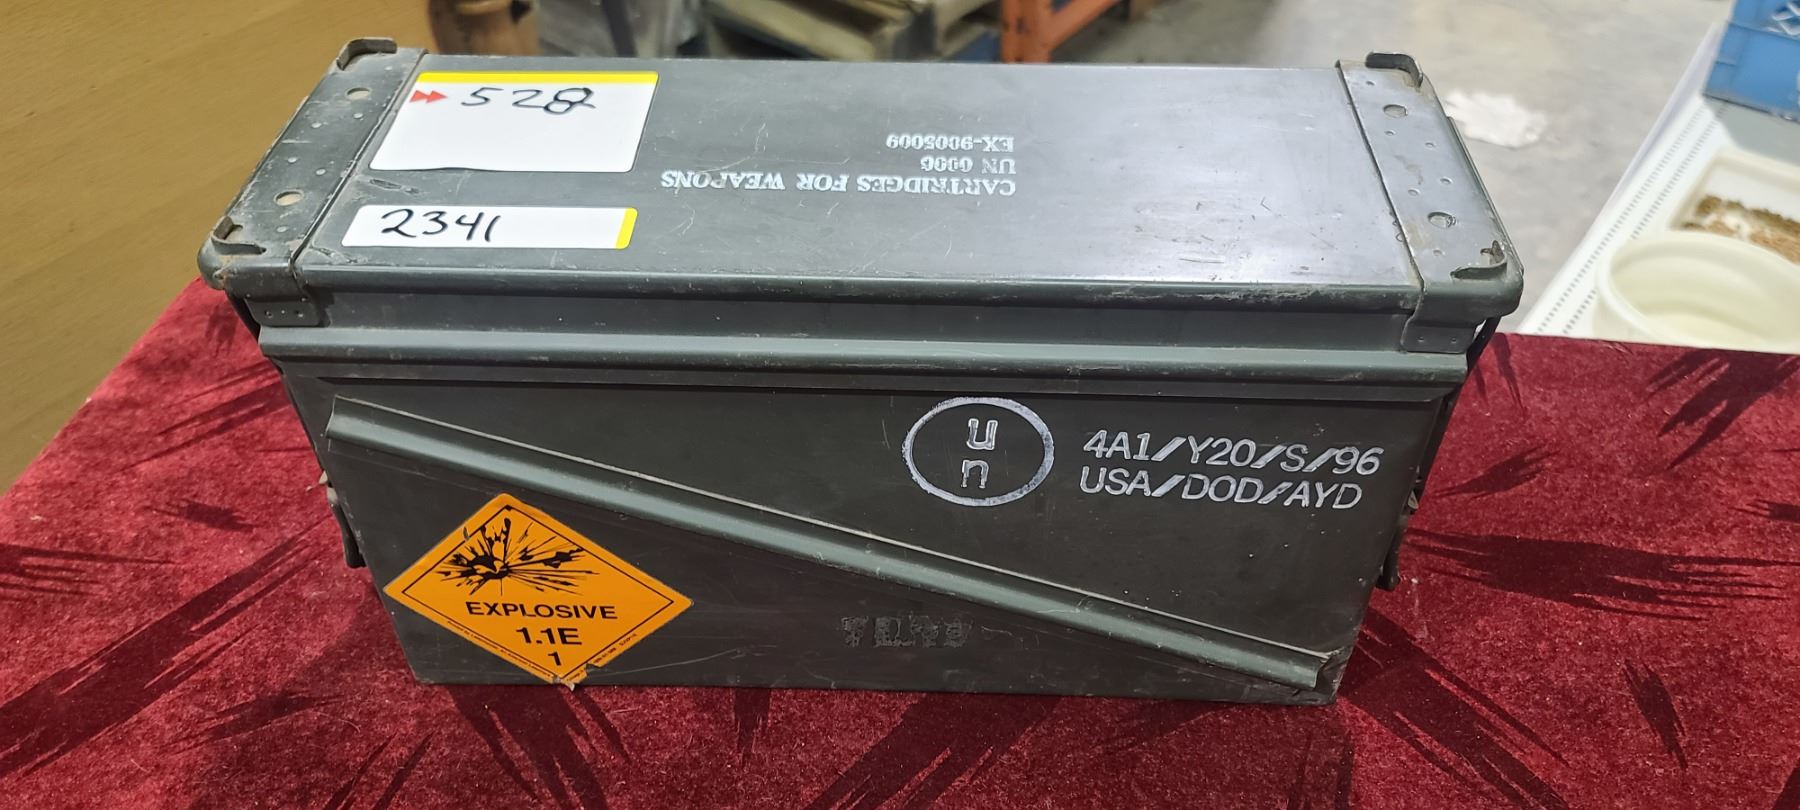 528
2341
CARTRIDGES FOR WEAPONS
UN 0006
EX-9005009
u
n
4A1/Y20/S/96
USA/DOD/AYD
EXPLOSIVE
1.1E
1